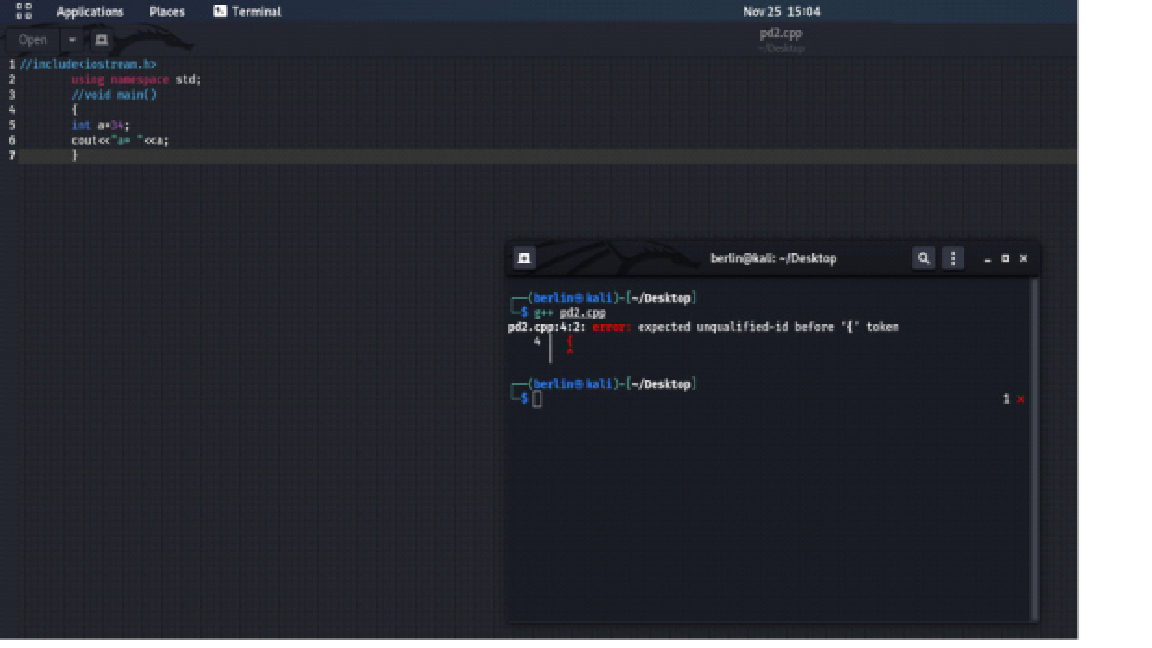 Applications Places Terminal Nov 25 15:04
Open pd2.cpp
~/Desktop
1 //include<iostream.h>
2 using namespace std;
3 //void main()
4 {
5 int a=34;
6 cout<<"a= "<<a;
7 }
berlin@kali: ~/Desktop
(berlin㉿kali)-[~/Desktop]
$ g++ pd2.cpp
pd2.cpp:4:2: error: expected unqualified-id before '{' token
4 | {
^
(berlin㉿kali)-[~/Desktop]
$ 1 ×